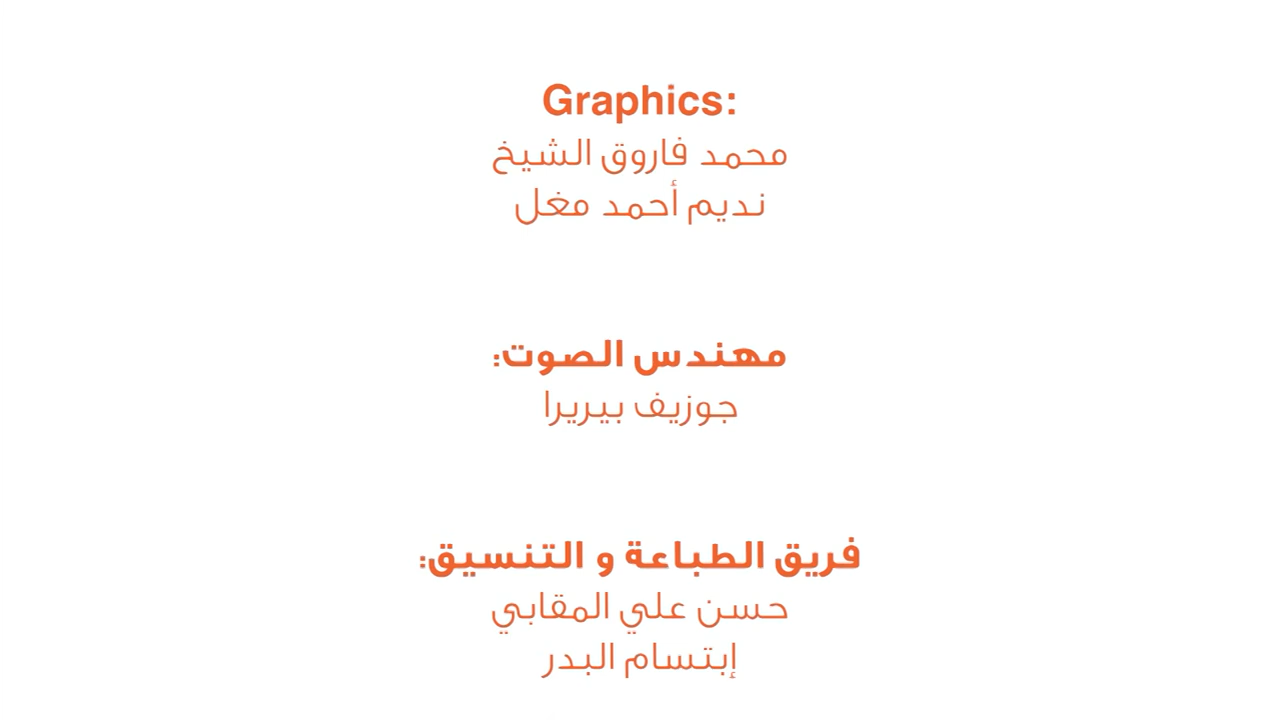 Graphics:
محمد فاروق الشيخ
نديم أحمد مغل
مهندس الصوت:
جوزيف بيريرا
فريق الطباعة و التنسيق:
حسن علي المقابي
إبتسام البدر